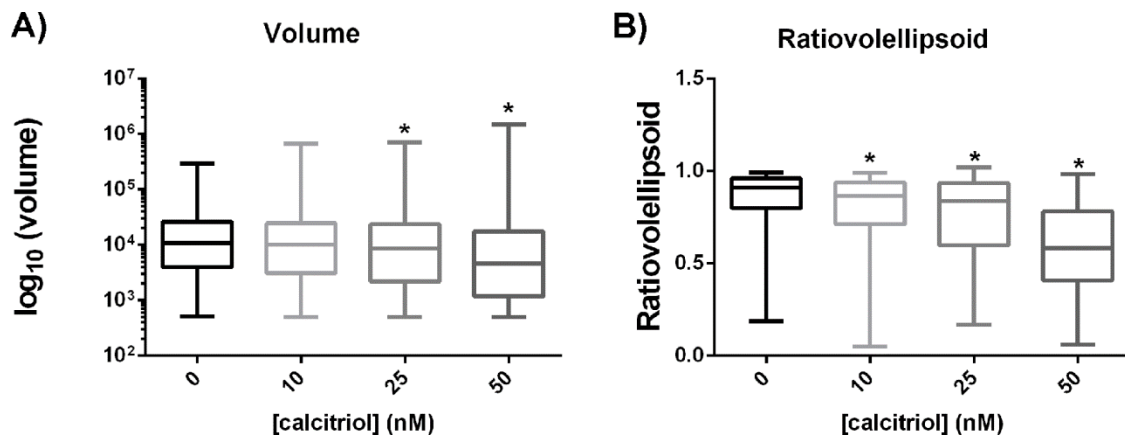 A)
Volume
log₁₀ (volume)
10⁷
10⁶
10⁵
10⁴
10³
10²
*
*
0
10
25
50
[calcitriol] (nM)
B)
Ratiovolellipsoid
Ratiovolellipsoid
1.5
1.0
0.5
0.0
*
*
*
0
10
25
50
[calcitriol] (nM)